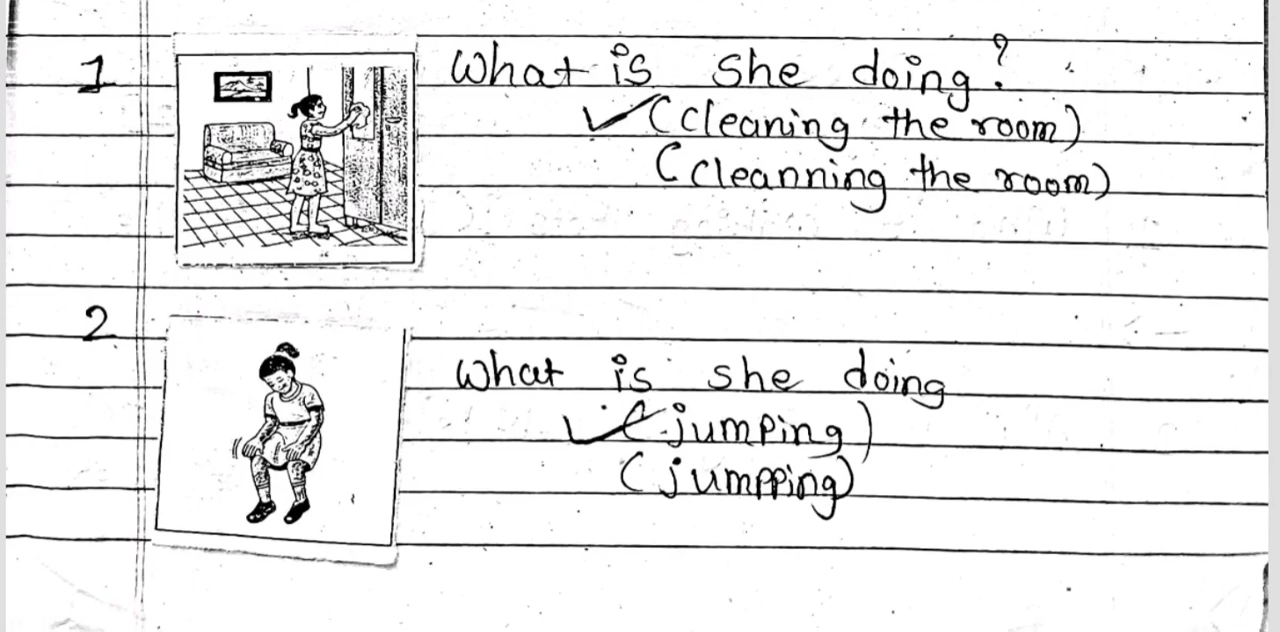 1
What is she doing?
✓ (cleaning the room)
(cleanning the room)
2
What is she doing
✓ (jumping)
(jumpping)